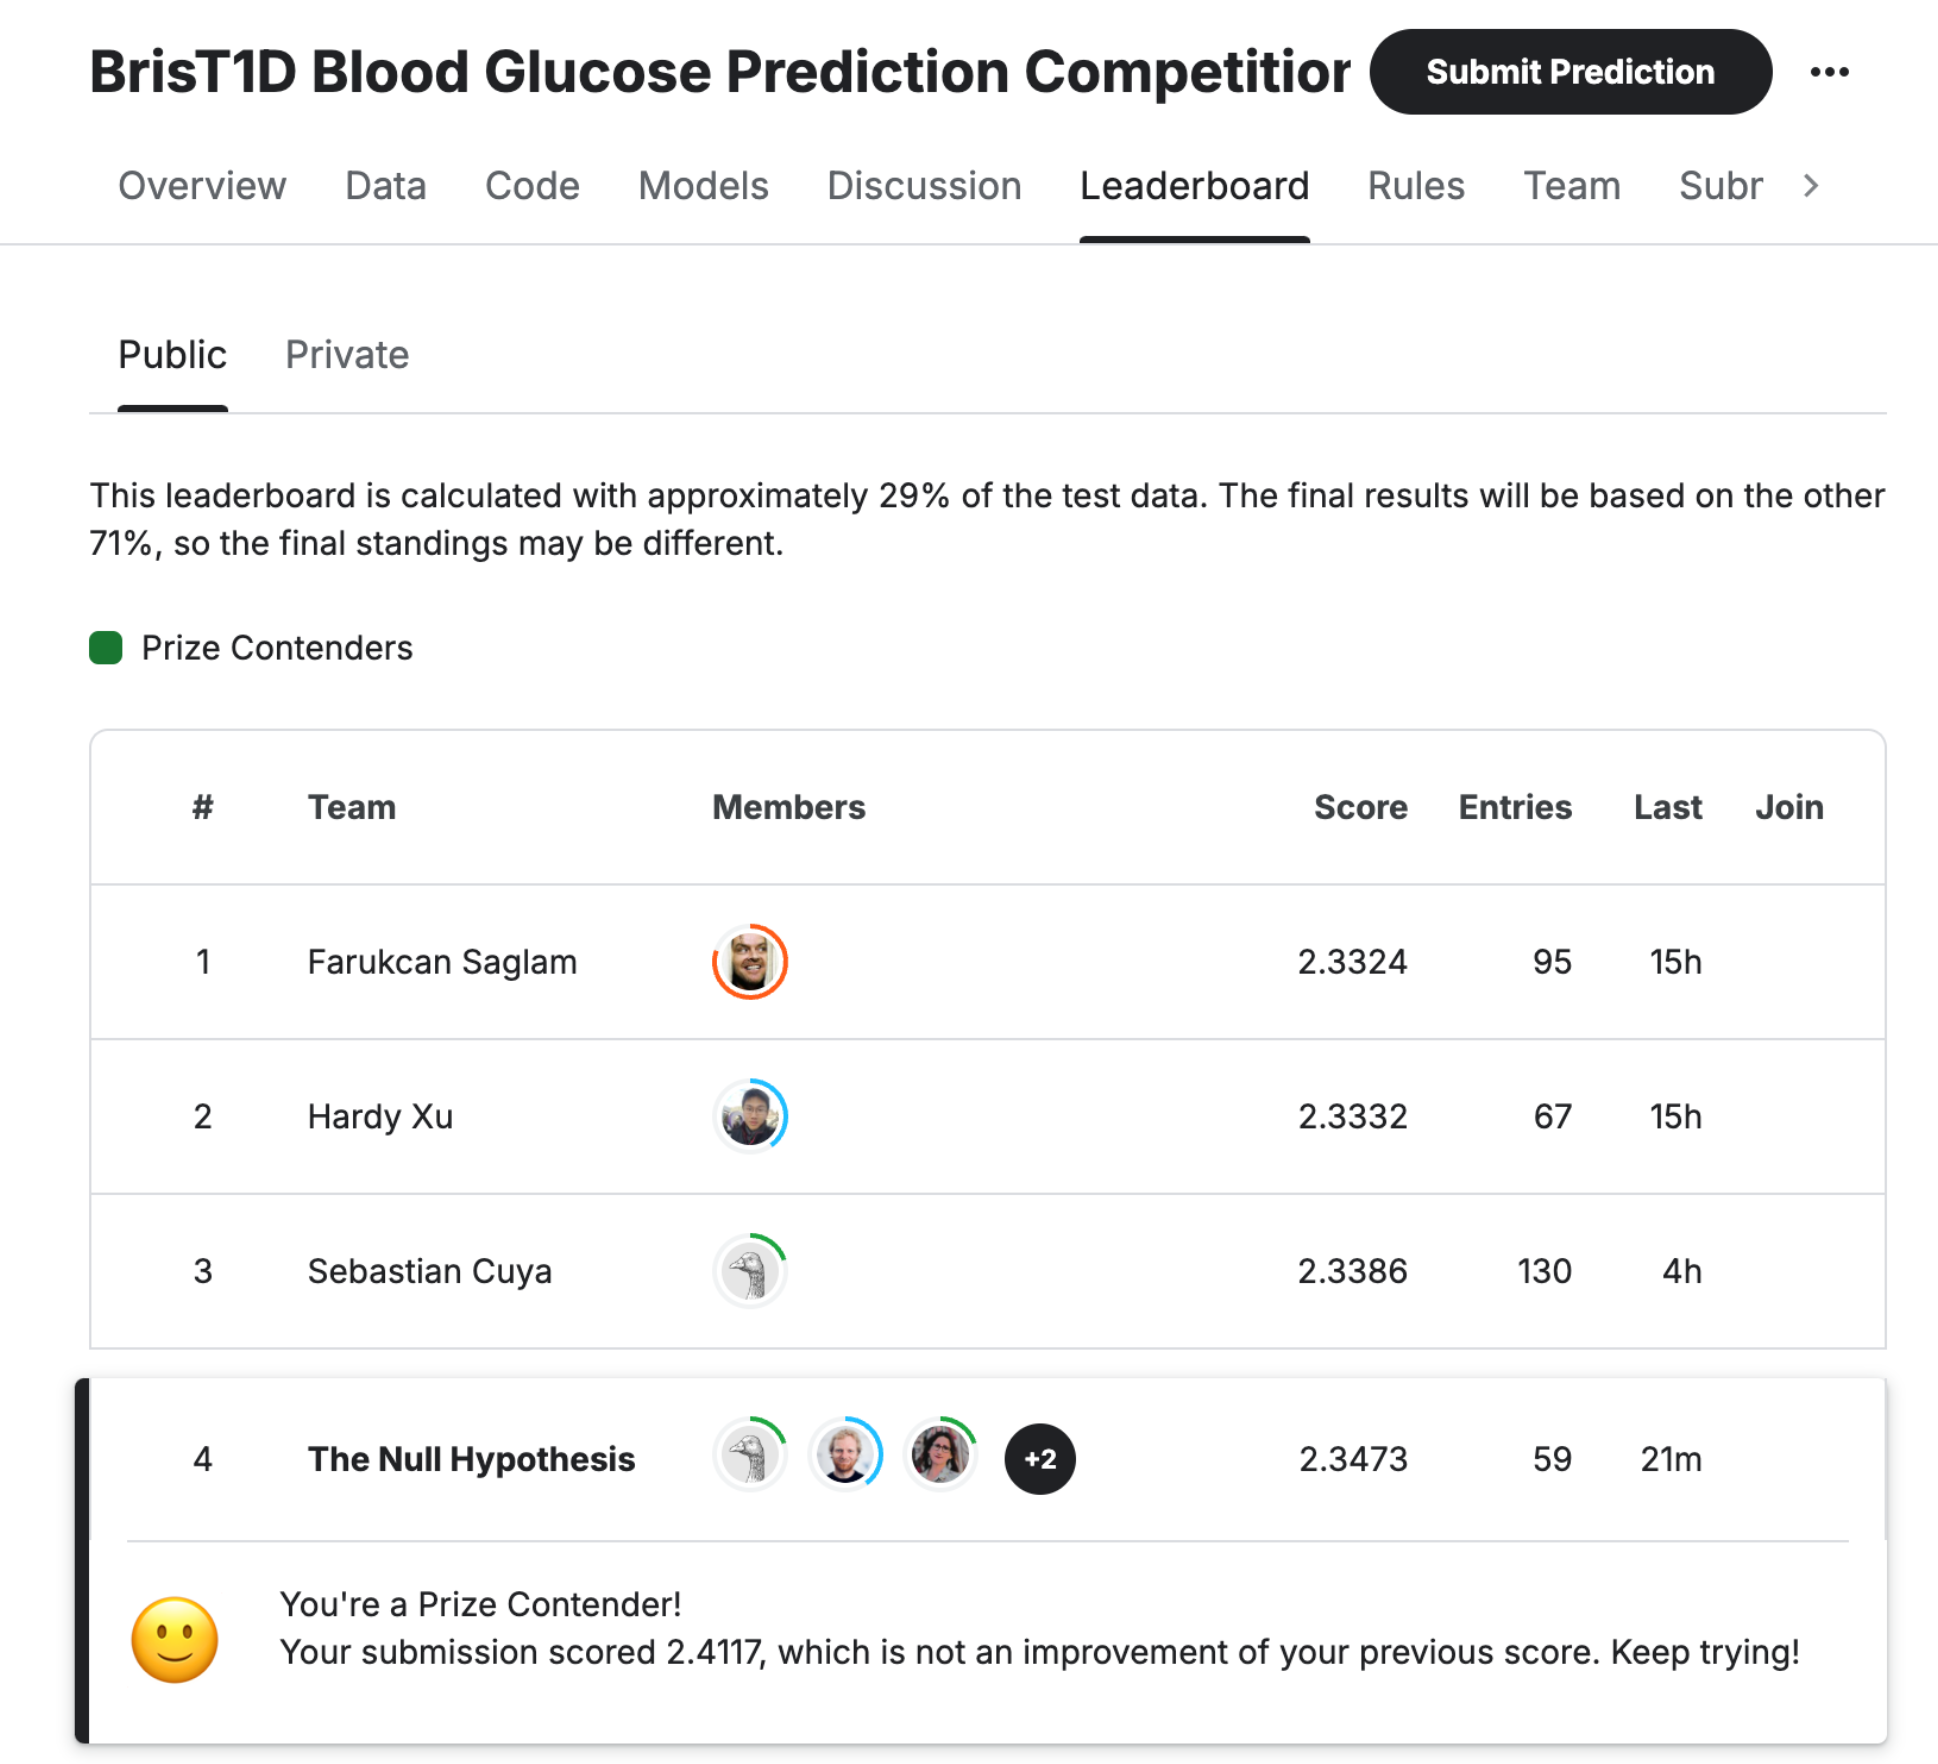 BrisT1D Blood Glucose Prediction Competition
Submit Prediction
Overview Data Code Models Discussion Leaderboard Rules Team Subr
Public Private
This leaderboard is calculated with approximately 29% of the test data. The final results will be based on the other
71%, so the final standings may be different.
Prize Contenders
# Team Members Score Entries Last Join
1 Farukcan Saglam 2.3324 95 15h
2 Hardy Xu 2.3332 67 15h
3 Sebastian Cuya 2.3386 130 4h
4 The Null Hypothesis +2 2.3473 59 21m
You're a Prize Contender!
Your submission scored 2.4117, which is not an improvement of your previous score. Keep trying!